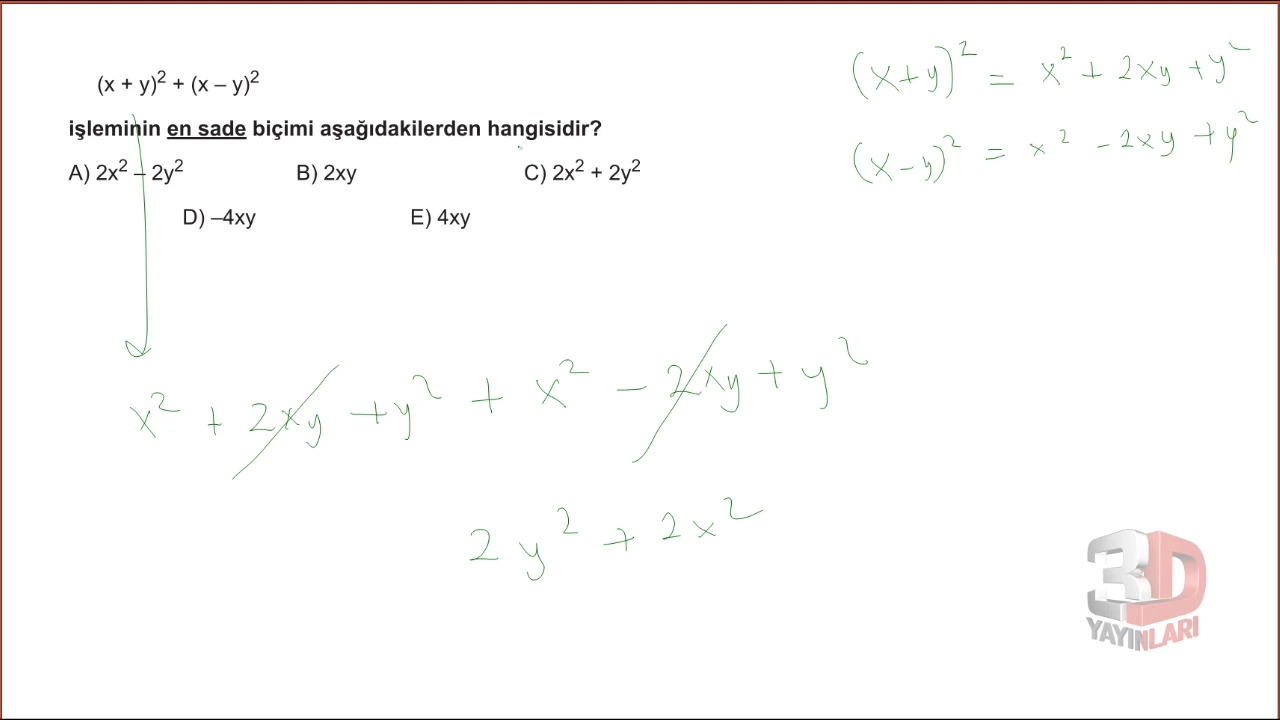 (x + y)² + (x – y)²
işleminin en sade biçimi aşağıdakilerden hangisidir?
A) 2x² – 2y² B) 2xy C) 2x² + 2y²
D) –4xy E) 4xy
(x+y)² = x² + 2xy + y²
(x-y)² = x² - 2xy + y²
x² + 2xy + y² + x² - 2xy + y²
2y² + 2x²
3D
YAYINLARI